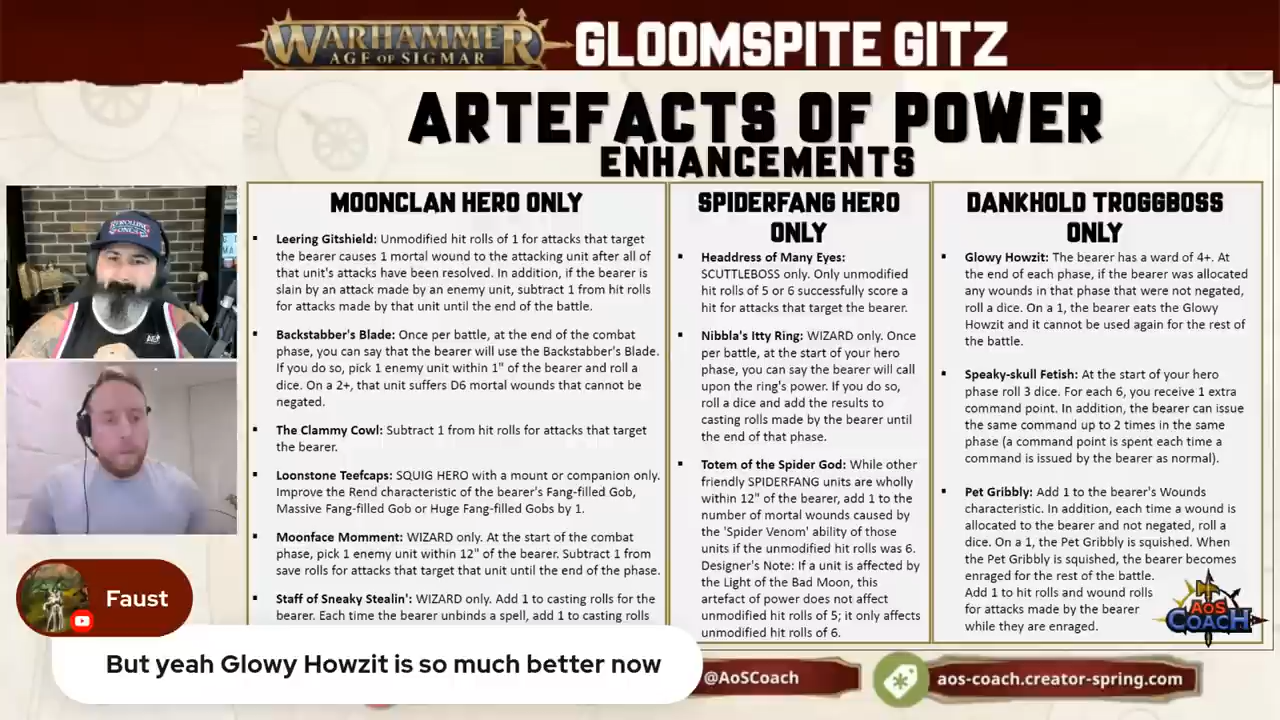 WARHAMMER
AGE OF SIGMAR
GLOOMSPITE GITZ
ARTEFACTS OF POWER
ENHANCEMENTS
MOONCLAN HERO ONLY
Leering Gitshield: Unmodified hit rolls of 1 for attacks that target
the bearer causes 1 mortal wound to the attacking unit after all of
that unit's attacks have been resolved. In addition, if the bearer is
slain by an attack made by an enemy unit, subtract 1 from hit rolls
for attacks made by that unit until the end of the battle.
Backstabber's Blade: Once per battle, at the end of the combat
phase, you can say that the bearer will use the Backstabber's Blade.
If you do so, pick 1 enemy unit within 1" of the bearer and roll a
dice. On a 2+, that unit suffers D6 mortal wounds that cannot be
negated.
The Clammy Cowl: Subtract 1 from hit rolls for attacks that target
the bearer.
Loonstone Teefcaps: SQUIG HERO with a mount or companion only.
Improve the Rend characteristic of the bearer's Fang-filled Gob,
Massive Fang-filled Gob or Huge Fang-filled Gobs by 1.
Moonface Momment: WIZARD only. At the start of the combat
phase, pick 1 enemy unit within 12" of the bearer. Subtract 1 from
save rolls for attacks that target that unit until the end of the phase.
Staff of Sneaky Stealin': WIZARD only. Add 1 to casting rolls for the
bearer. Each time the bearer unbinds a spell, add 1 to casting rolls
SPIDERFANG HERO
ONLY
Headdress of Many Eyes:
SCUTTLEBOSS only. Only unmodified
hit rolls of 5 or 6 successfully score a
hit for attacks that target the bearer.
Nibbla's Itty Ring: WIZARD only. Once
per battle, at the start of your hero
phase, you can say the bearer will call
upon the ring's power. If you do so,
roll a dice and add the results to
casting rolls made by the bearer until
the end of that phase.
Totem of the Spider God: While other
friendly SPIDERFANG units are wholly
within 12" of the bearer, add 1 to the
number of mortal wounds caused by
the 'Spider Venom' ability of those
units if the unmodified hit rolls was 6.
Designer's Note: If a unit is affected by
the Light of the Bad Moon, this
artefact of power does not affect
unmodified hit rolls of 5; it only affects
unmodified hit rolls of 6.
DANKHOLD TROGGBOSS
ONLY
Glowy Howzit: The bearer has a ward of 4+. At
the end of each phase, if the bearer was allocated
any wounds in that phase that were not negated,
roll a dice. On a 1, the bearer eats the Glowy
Howzit and it cannot be used again for the rest of
the battle.
Speaky-skull Fetish: At the start of your hero
phase roll 3 dice. For each 6, you receive 1 extra
command point. In addition, the bearer can issue
the same command up to 2 times in the same
phase (a command point is spent each time a
command is issued by the bearer as normal).
Pet Gribbly: Add 1 to the bearer's Wounds
characteristic. In addition, each time a wound is
allocated to the bearer and not negated, roll a
dice. On a 1, the Pet Gribbly is squished. When
the Pet Gribbly is squished, the bearer becomes
enraged for the rest of the battle.
Add 1 to hit rolls and wound rolls
for attacks made by the bearer
while they are enraged.
AoS
COACH
Faust
But yeah Glowy Howzit is so much better now
@AoSCoach
aos-coach.creator-spring.com